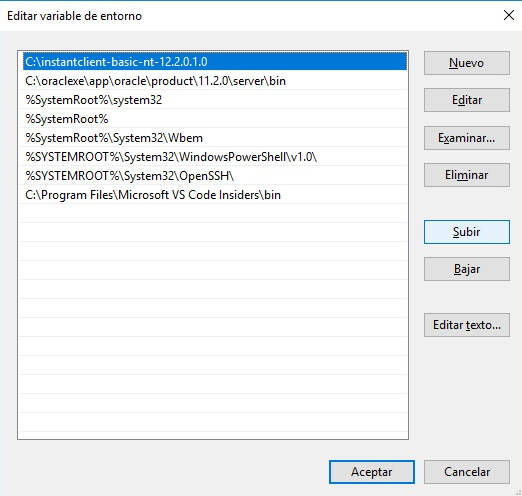 Editar variable de entorno
C:\instantclient-basic-nt-12.2.0.1.0
C:\oraclexe\app\oracle\product\11.2.0\server\bin
%SystemRoot%\system32
%SystemRoot%
%SystemRoot%\System32\Wbem
%SYSTEMROOT%\System32\WindowsPowerShell\v1.0\
%SYSTEMROOT%\System32\OpenSSH\
C:\Program Files\Microsoft VS Code Insiders\bin
Nuevo
Editar
Examinar...
Eliminar
Subir
Bajar
Editar texto...
Aceptar
Cancelar